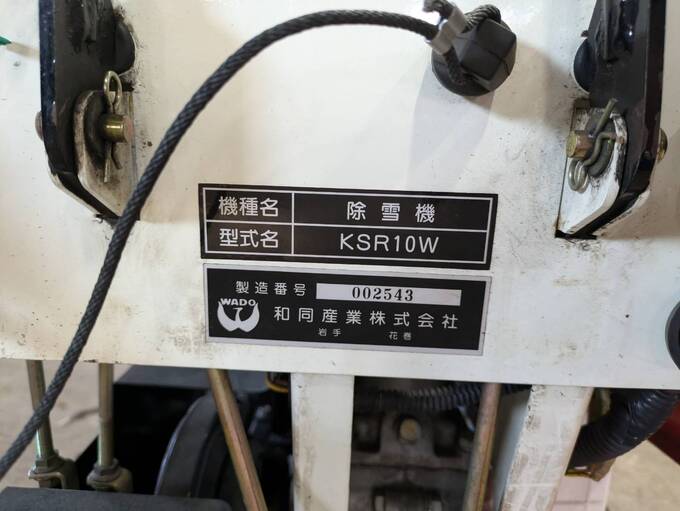 機種名 除雪機
型式名 KSR10W
製造番号 002543
WADO 和同産業株式会社
岩手 花巻